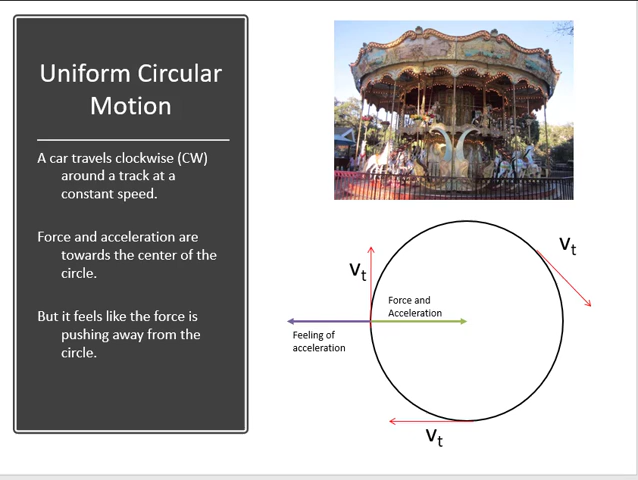 Uniform Circular
Motion
A car travels clockwise (CW)
around a track at a
constant speed.
Force and acceleration are
towards the center of the
circle.
But it feels like the force is
pushing away from the
circle.
Vt
Vt
Force and
Acceleration
Feeling of
acceleration
Vt